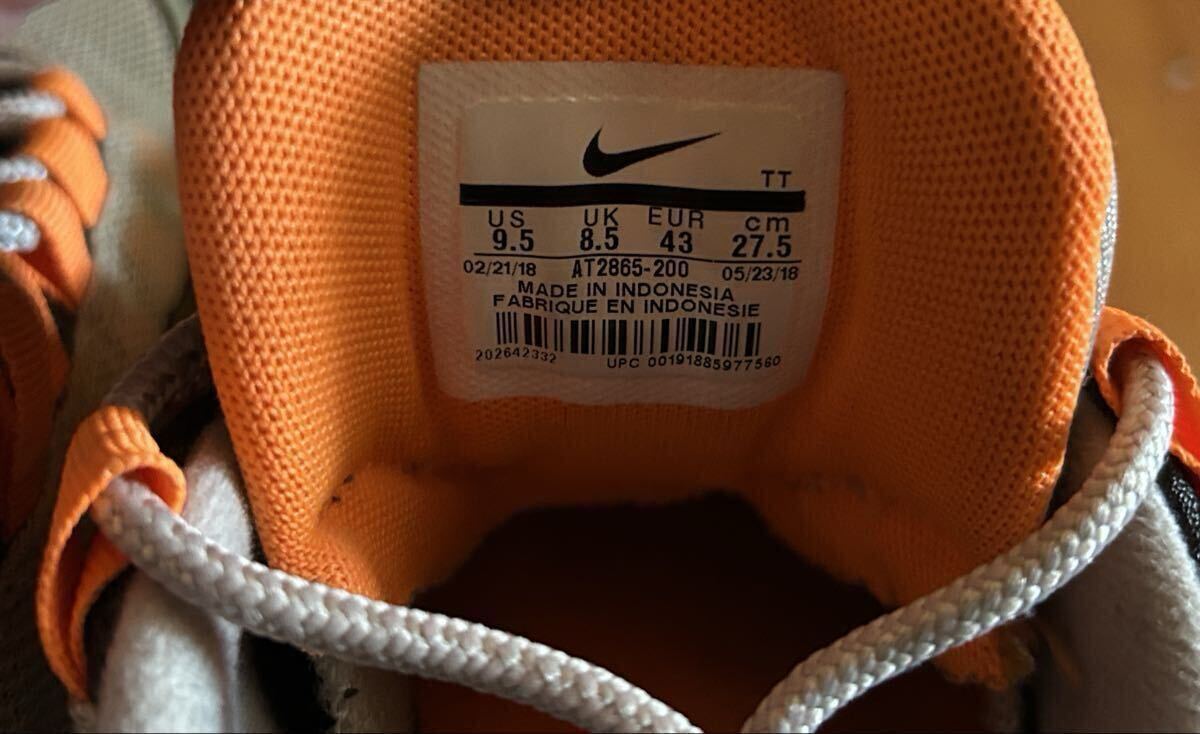 TT
US UK EUR cm
9.5 8.5 43 27.5
02/21/18 AT2865-200 05/23/18
MADE IN INDONESIA
FABRIQUE EN INDONESIE
202642332 UPC 00191885977560